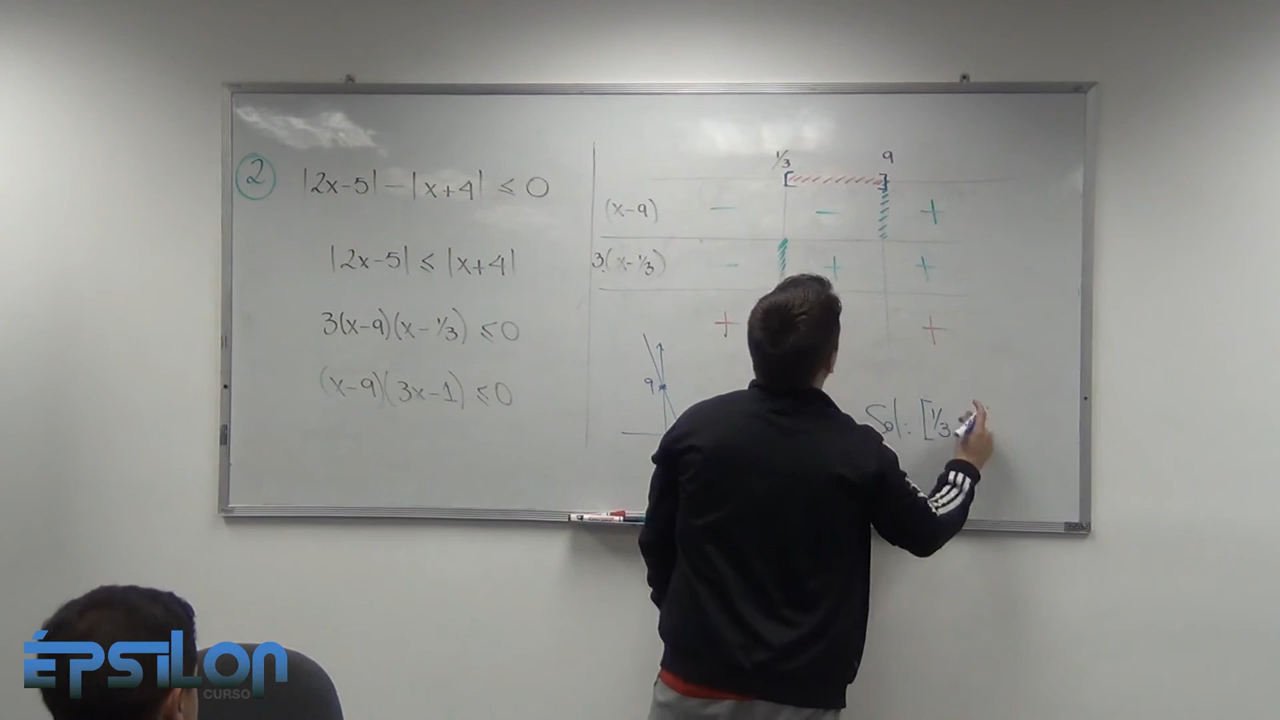 2
|2x-5| - |x+4| ≤ 0
|2x-5| ≤ |x+4|
3(x-9)(x-1/3) ≤ 0
(x-9)(3x-1) ≤ 0
1/3 9
[ ]
(x-9) - - +
3(x-1/3) - + +
+ +
9
Sol: [1/3,
ÉPSILON
CURSO